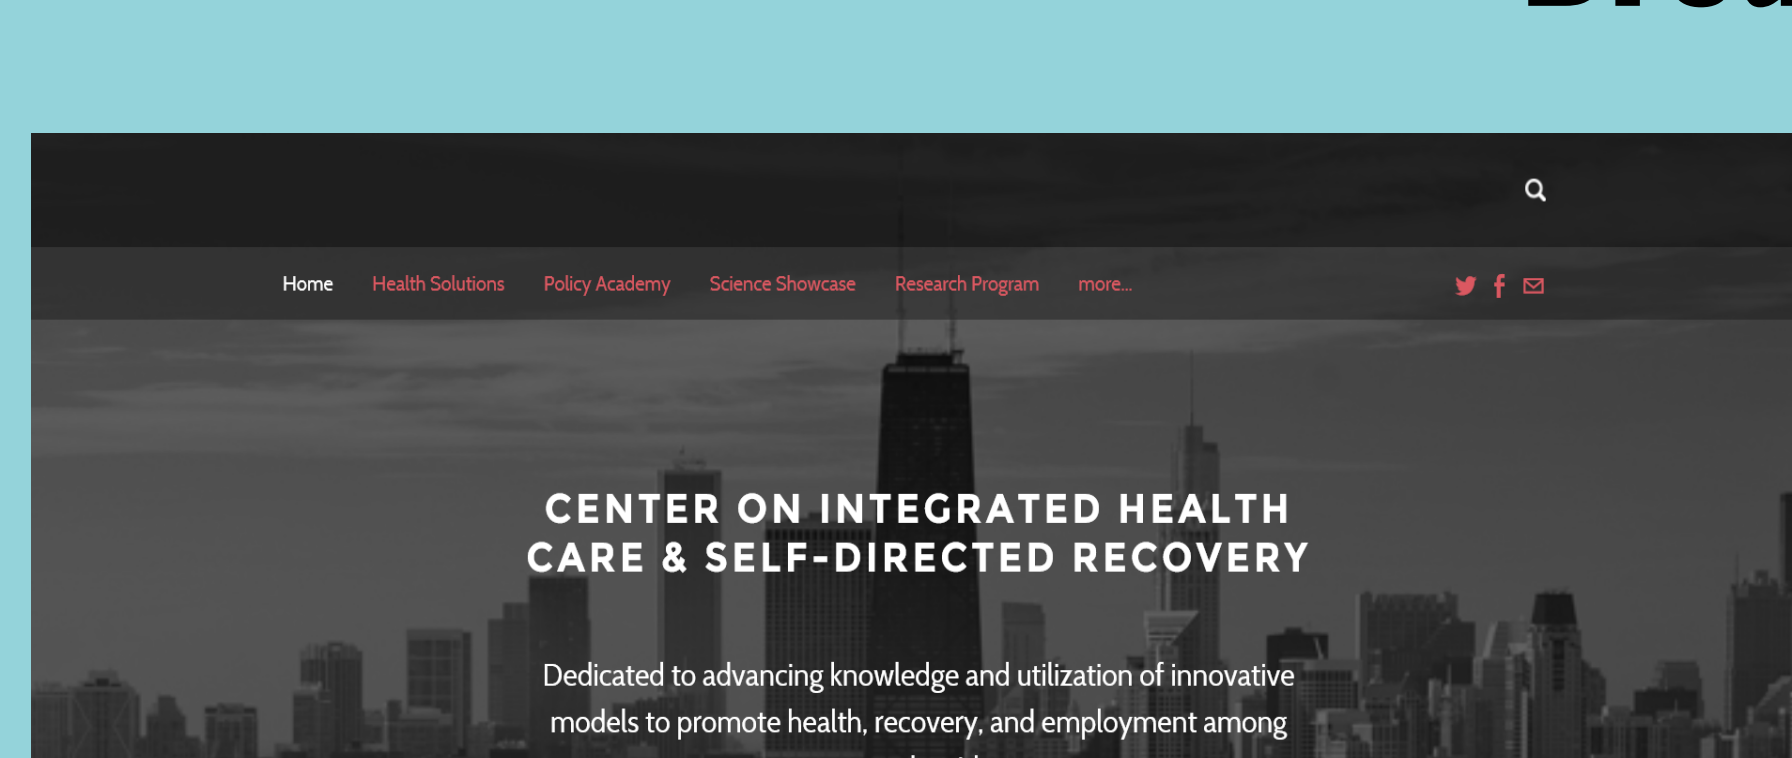 Home Health Solutions Policy Academy Science Showcase Research Program more...
CENTER ON INTEGRATED HEALTH
CARE & SELF-DIRECTED RECOVERY
Dedicated to advancing knowledge and utilization of innovative
models to promote health, recovery, and employment among